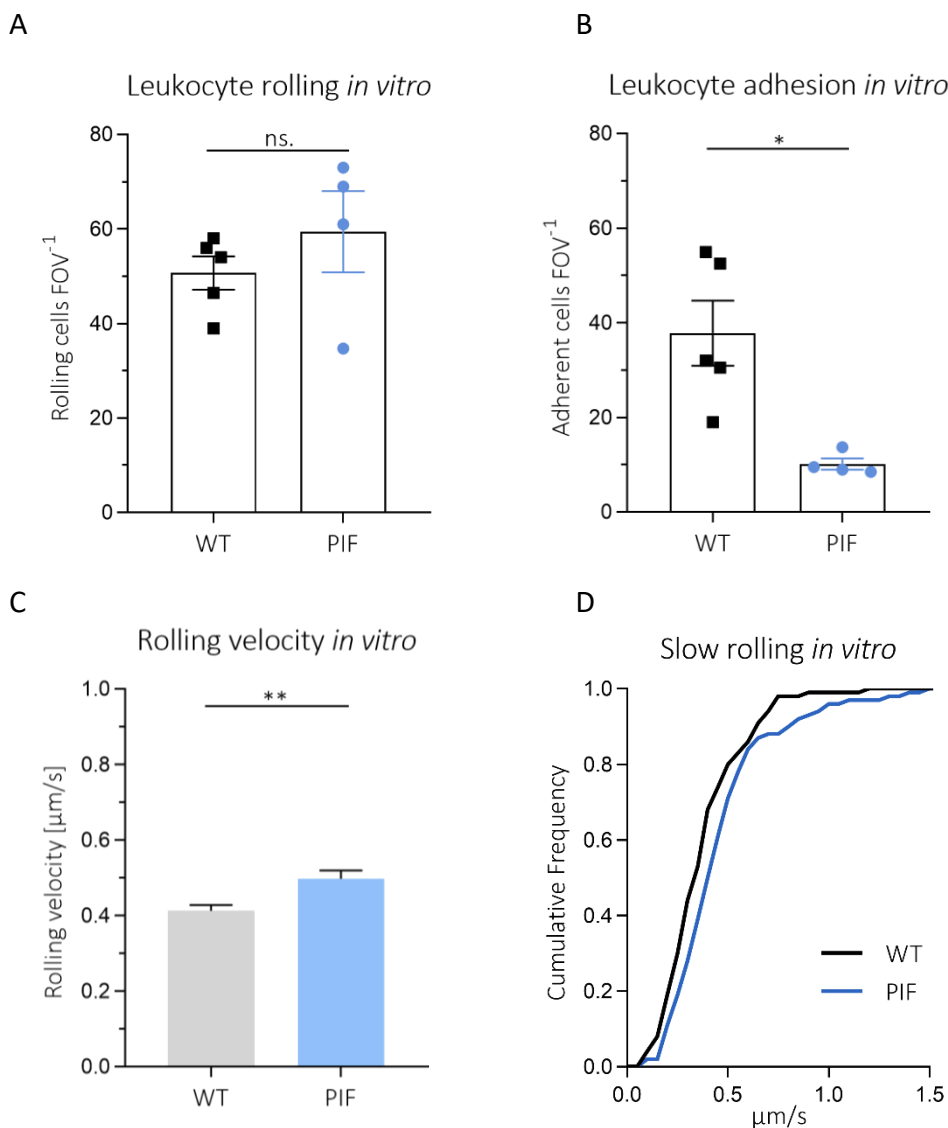 A
Leukocyte rolling in vitro
ns.
Rolling cells FOV⁻¹
80
60
40
20
0
WT
PIF
B
Leukocyte adhesion in vitro
*
Adherent cells FOV⁻¹
80
60
40
20
0
WT
PIF
C
Rolling velocity in vitro
**
Rolling velocity [µm/s]
1.0
0.8
0.6
0.4
0.2
0.0
WT
PIF
D
Slow rolling in vitro
Cumulative Frequency
1.0
0.8
0.6
0.4
0.2
0.0
WT
PIF
0.0 0.5 1.0 1.5
µm/s